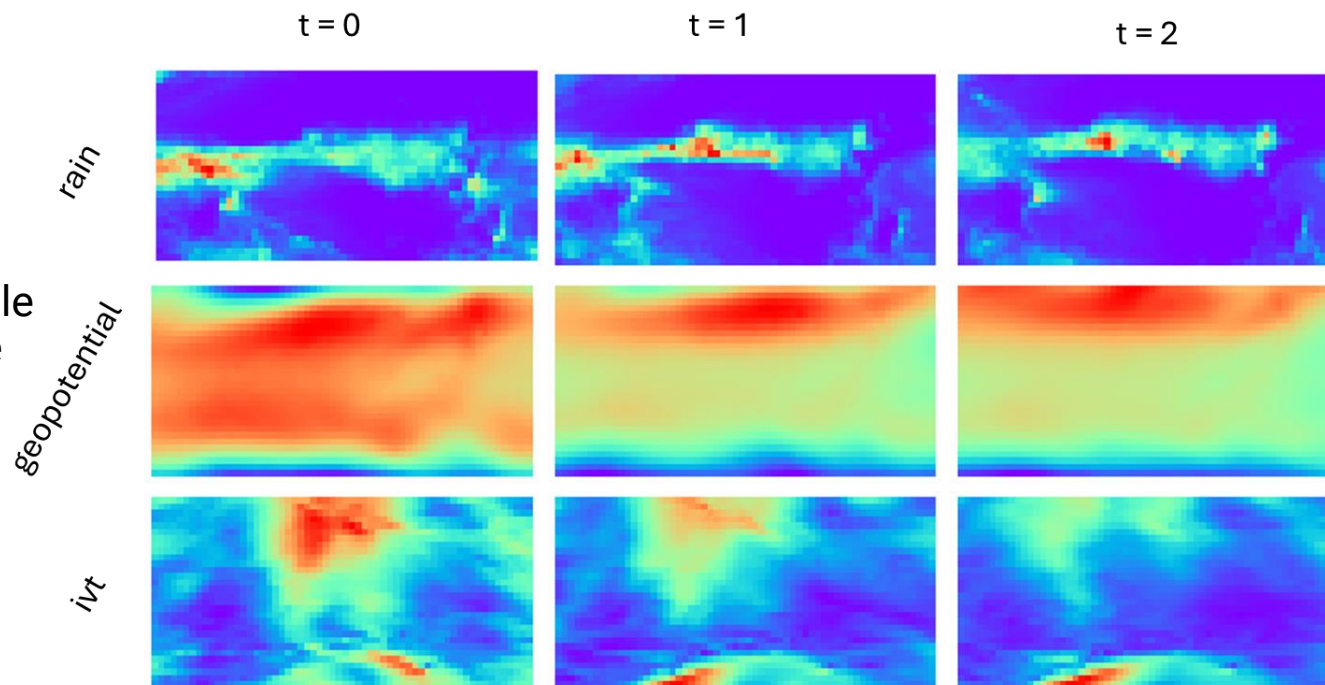 t = 0
t = 1
t = 2
rain
le
geopotential
ivt